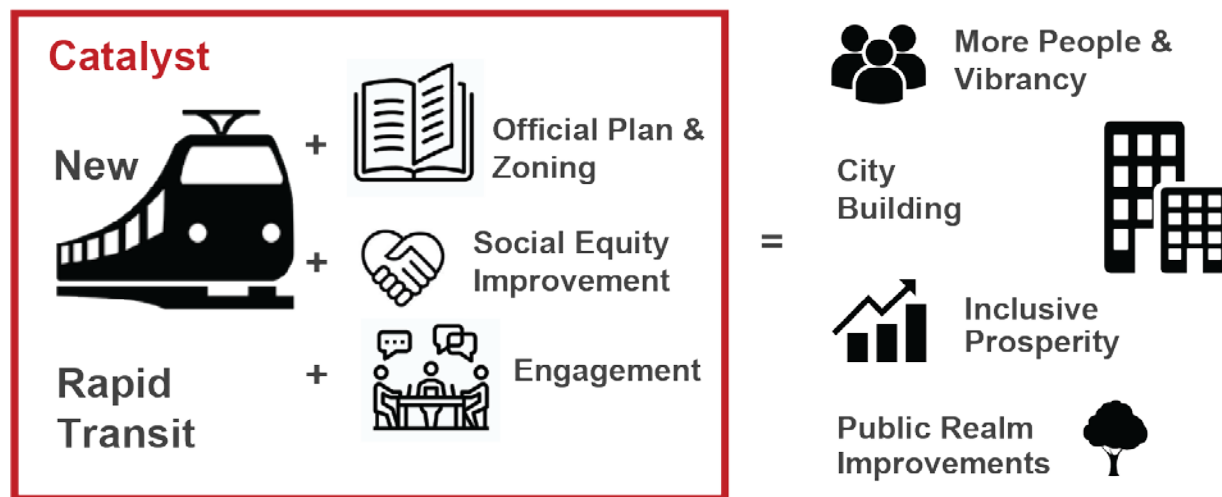 Catalyst
New
Rapid
Transit
+
Official Plan &
Zoning
+
Social Equity
Improvement
+
Engagement
=
More People &
Vibrancy
City
Building
Inclusive
Prosperity
Public Realm
Improvements